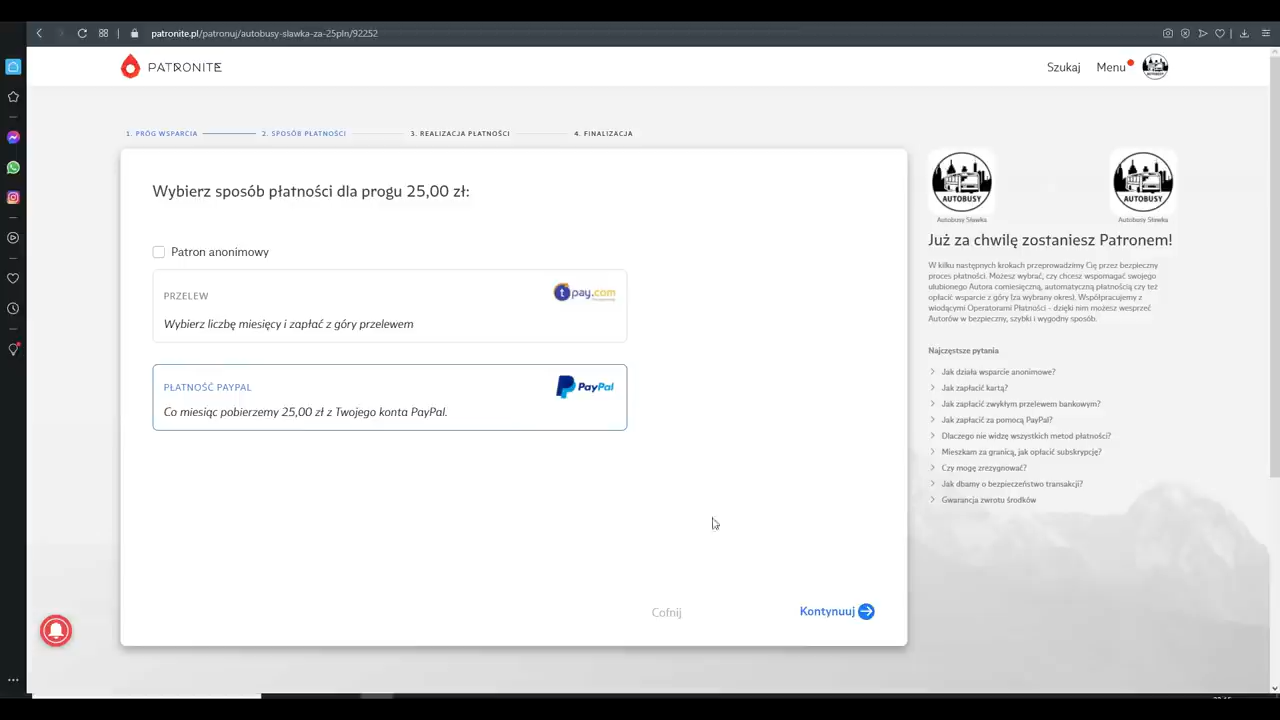 patronite.pl/patronuj/autobusy-slawka-za-25pln/92252
PATRONITE
Szukaj
Menu
1. PRÓG WSPARCIA
2. SPOSÓB PŁATNOŚCI
3. REALIZACJA PŁATNOŚCI
4. FINALIZACJA
Wybierz sposób płatności dla progu 25,00 zł:
Patron anonimowy
PRZELEW
tpay.com
Wybierz liczbę miesięcy i zapłać z góry przelewem
PŁATNOŚĆ PAYPAL
PayPal
Co miesiąc pobierzemy 25,00 zł z Twojego konta PayPal.
Cofnij
Kontynuuj
AUTOBUSY
AUTOBUSY
Autobusy Sławka
Autobusy Sławka
Już za chwilę zostaniesz Patronem!
W kilku następnych krokach przeprowadzimy Cię przez bezpieczny
proces płatności. Możesz wybrać, czy chcesz wspomagać swojego
ulubionego Autora comiesięczną, automatyczną płatnością czy też
opłacić wsparcie z góry (za wybrany okres). Współpracujemy z
wiodącymi Operatorami Płatności - dzięki nim możesz wesprzeć
Autorów w bezpieczny, szybki i wygodny sposób.
Najczęstsze pytania
Jak działa wsparcie anonimowe?
Jak zapłacić kartą?
Jak zapłacić zwykłym przelewem bankowym?
Jak zapłacić za pomocą PayPal?
Dlaczego nie widzę wszystkich metod płatności?
Mieszkam za granicą, jak opłacić subskrypcję?
Czy mogę zrezygnować?
Jak dbamy o bezpieczeństwo transakcji?
Gwarancja zwrotu środków